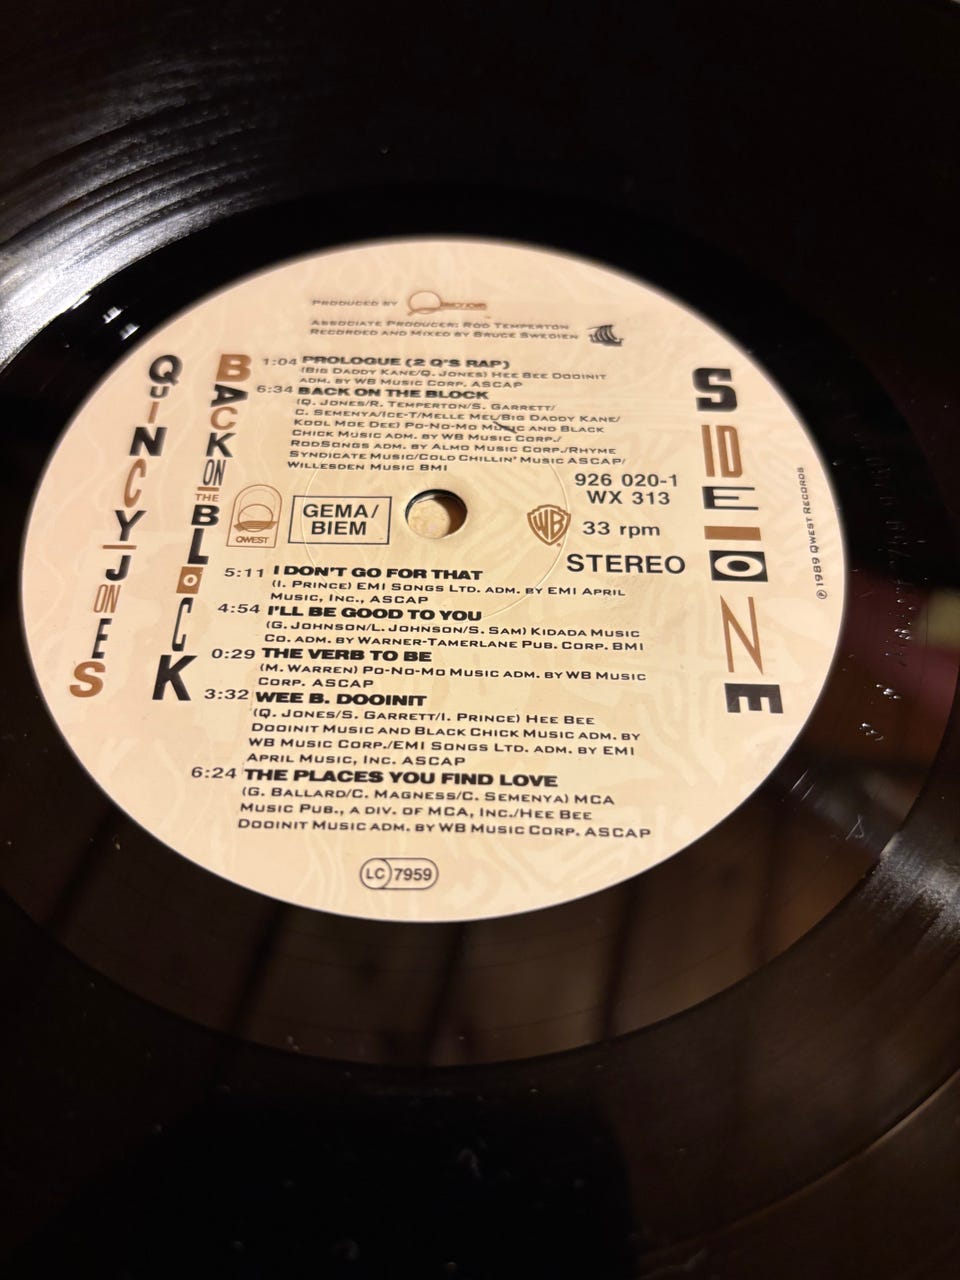 PRODUCED BY QUINCY JONES
ASSOCIATE PRODUCER: ROD TEMPERTON
RECORDED AND MIXED BY BRUCE SWEDIEN
QUINCY JONES
BACK ON THE BLOCK
1:04 PROLOGUE (2 Q'S RAP)
(BIG DADDY KANE/Q. JONES) HEE BEE DOOINIT
ADM. BY WB MUSIC CORP. ASCAP
6:34 BACK ON THE BLOCK
(Q. JONES/R. TEMPERTON/S. GARRETT/
C. SEMENYA/ICE-T/MELLE MEL/BIG DADDY KANE/
KOOL MOE DEE) PO-NO-MO MUSIC AND BLACK
CHICK MUSIC ADM. BY WB MUSIC CORP./
RODSONGS ADM. BY ALMO MUSIC CORP./RHYME
SYNDICATE MUSIC/COLD CHILLIN' MUSIC ASCAP/
WILLESDEN MUSIC BMI
QWEST
GEMA/
BIEM
WB
926 020-1
WX 313
33 rpm
STEREO
5:11 I DON'T GO FOR THAT
(I. PRINCE) EMI SONGS LTD. ADM. BY EMI APRIL
MUSIC, INC., ASCAP
4:54 I'LL BE GOOD TO YOU
(G. JOHNSON/L. JOHNSON/S. SAM) KIDADA MUSIC
CO. ADM. BY WARNER-TAMERLANE PUB. CORP. BMI
0:29 THE VERB TO BE
(M. WARREN) PO-NO-MO MUSIC ADM. BY WB MUSIC
CORP. ASCAP
3:32 WEE B. DOOINIT
(Q. JONES/S. GARRETT/I. PRINCE) HEE BEE
DOOINIT MUSIC AND BLACK CHICK MUSIC ADM. BY
WB MUSIC CORP./EMI SONGS LTD. ADM. BY EMI
APRIL MUSIC, INC. ASCAP
6:24 THE PLACES YOU FIND LOVE
(G. BALLARD/C. MAGNESS/C. SEMENYA) MCA
MUSIC PUB., A DIV. OF MCA, INC./HEE BEE
DOOINIT MUSIC ADM. BY WB MUSIC CORP. ASCAP
LC 7959
SIDE ONE
℗ 1989 QWEST RECORDS